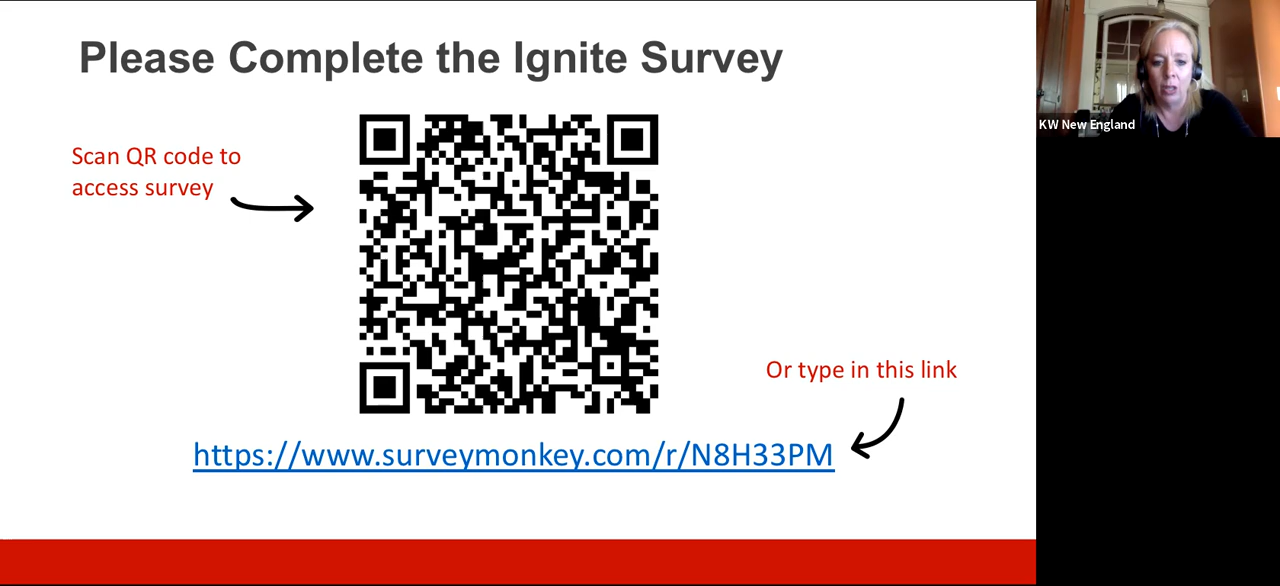 Please Complete the Ignite Survey
Scan QR code to
access survey
Or type in this link
https://www.surveymonkey.com/r/N8H33PM
KW New England